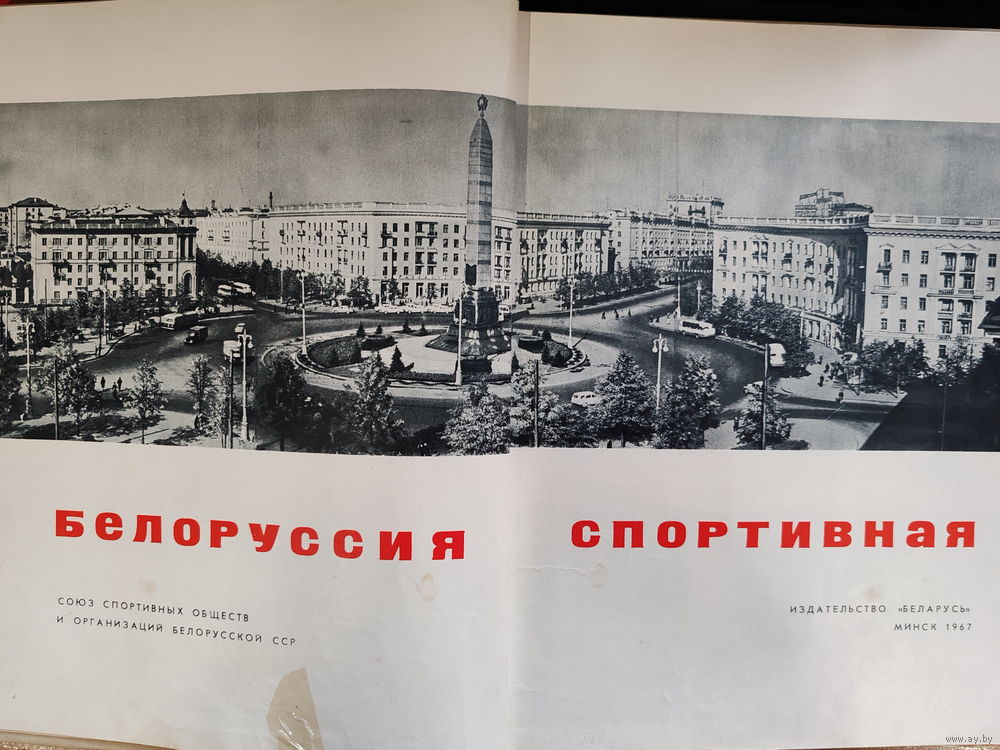 БЕЛОРУССИЯ СПОРТИВНАЯ
СОЮЗ СПОРТИВНЫХ ОБЩЕСТВ
И ОРГАНИЗАЦИЙ БЕЛОРУССКОЙ ССР
ИЗДАТЕЛЬСТВО «БЕЛАРУСЬ»
МИНСК 1967
www.ay.by